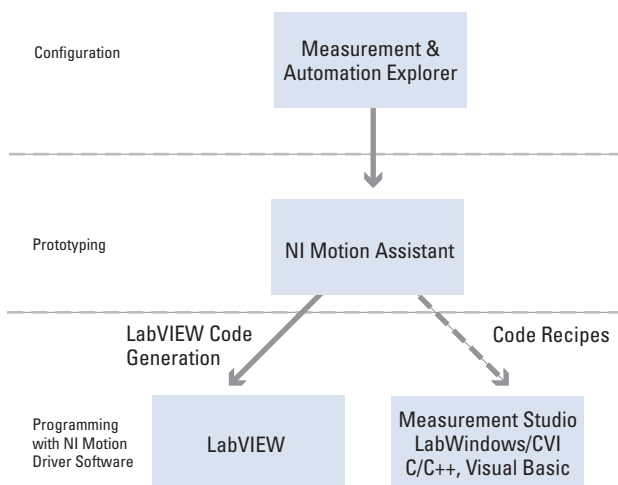 Configuration
Measurement &
Automation Explorer
Prototyping
NI Motion Assistant
LabVIEW Code
Generation
Code Recipes
Programming
with NI Motion
Driver Software
LabVIEW
Measurement Studio
LabWindows/CVI
C/C++, Visual Basic